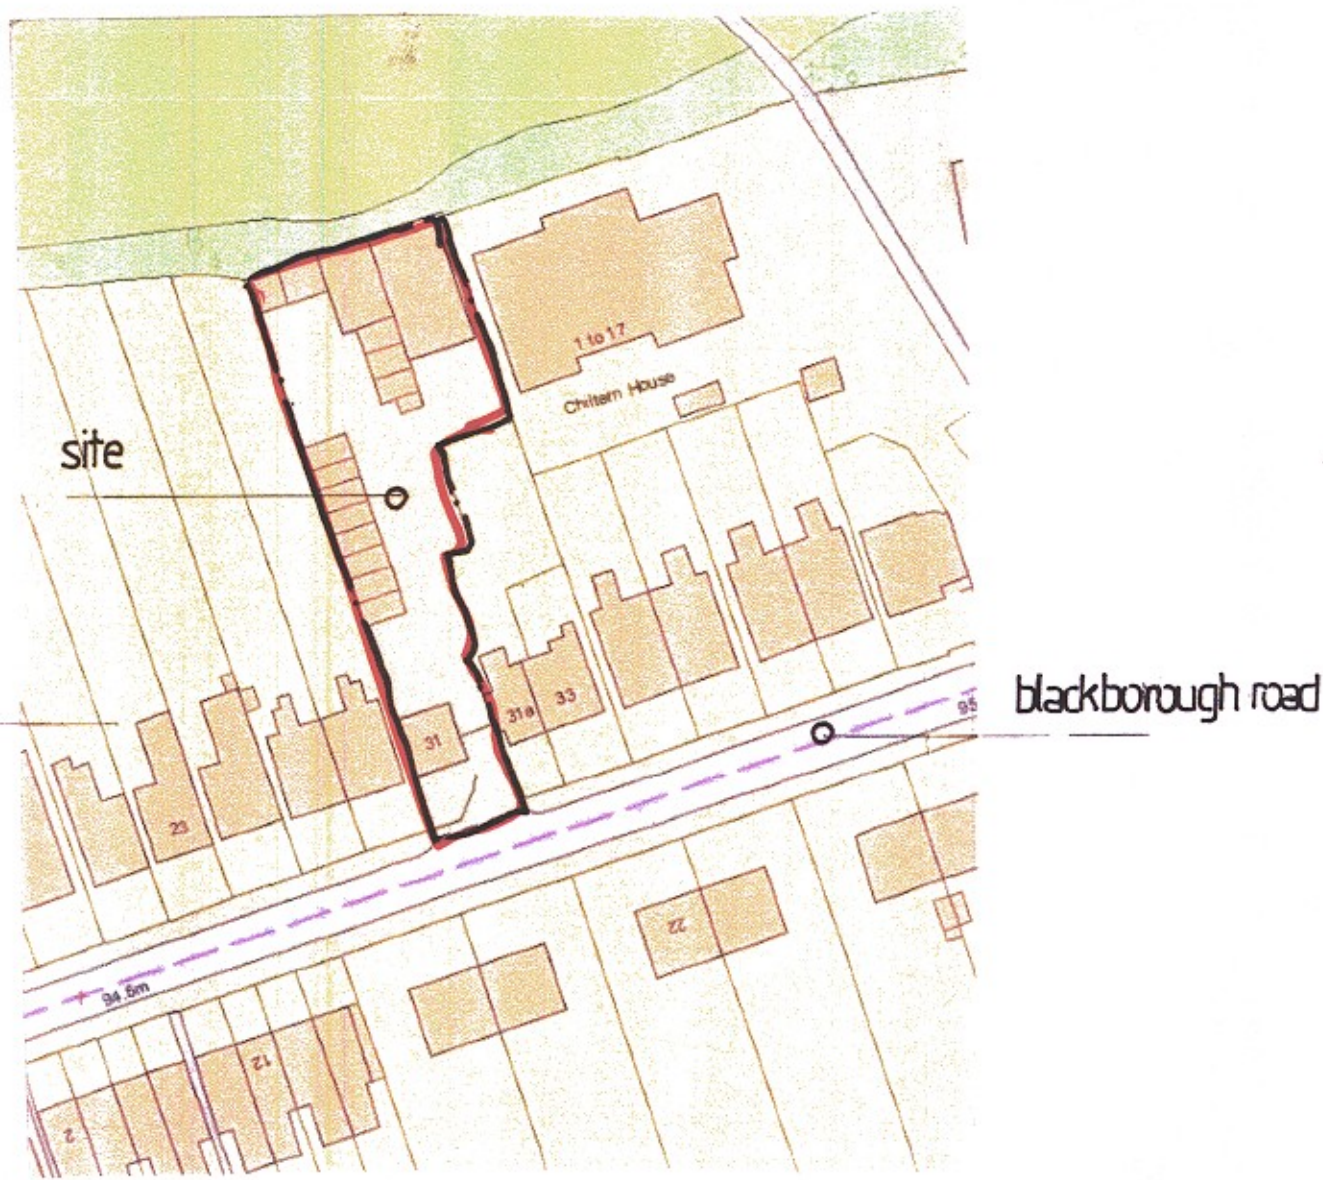 1 to 17
Chiltern House
site
blackborough road
31a
33
31
95
23
22
94.6m
12
2